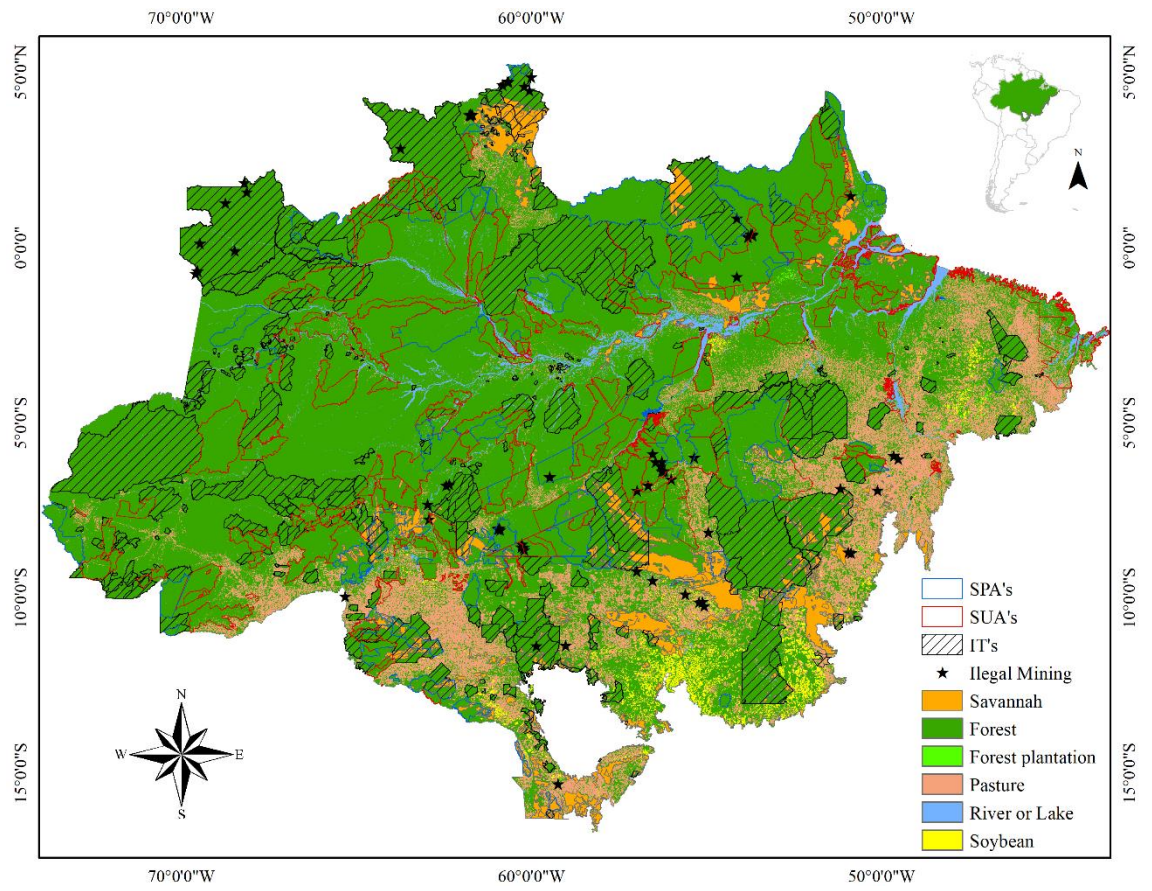 70°0'0"W 60°0'0"W 50°0'0"W
5°0'0"N 5°0'0"N
N
0°0'0" 0°0'0"
5°0'0"S 5°0'0"S
10°0'0"S 10°0'0"S
15°0'0"S 15°0'0"S
SPA's
SUA's
IT's
Ilegal Mining
Savannah
Forest
Forest plantation
Pasture
River or Lake
Soybean
N
W E
S
70°0'0"W 60°0'0"W 50°0'0"W